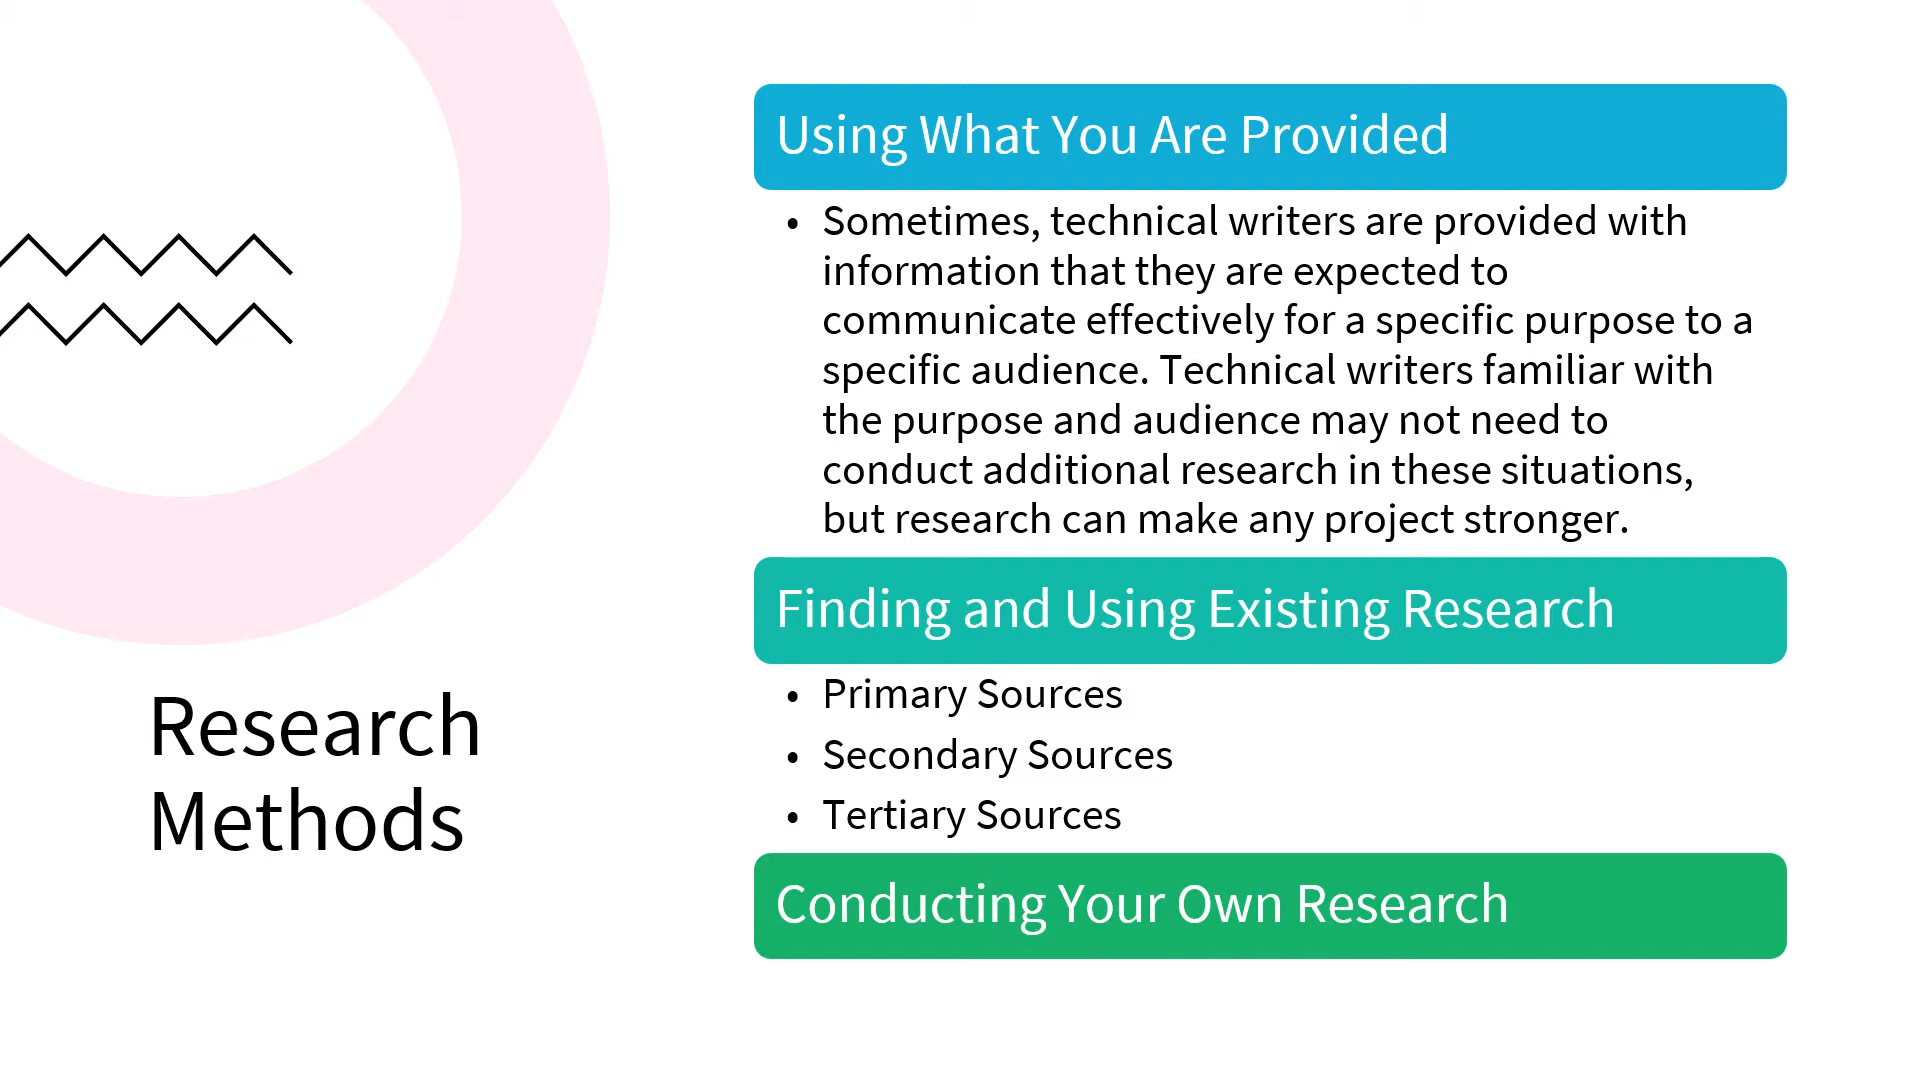 Research
Methods
Using What You Are Provided
• Sometimes, technical writers are provided with
information that they are expected to
communicate effectively for a specific purpose to a
specific audience. Technical writers familiar with
the purpose and audience may not need to
conduct additional research in these situations,
but research can make any project stronger.
Finding and Using Existing Research
• Primary Sources
• Secondary Sources
• Tertiary Sources
Conducting Your Own Research